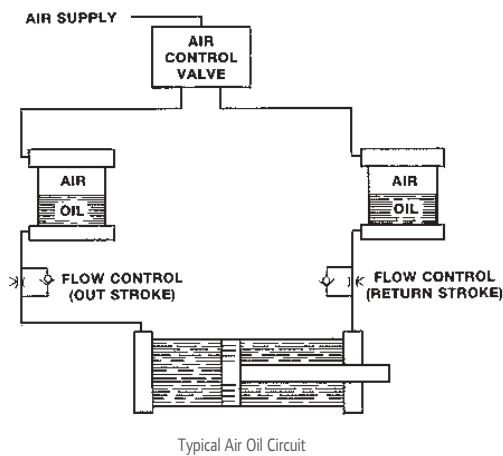 AIR SUPPLY
AIR
CONTROL
VALVE
AIR
OIL
AIR
OIL
FLOW CONTROL
(OUT STROKE)
FLOW CONTROL
(RETURN STROKE)
Typical Air Oil Circuit